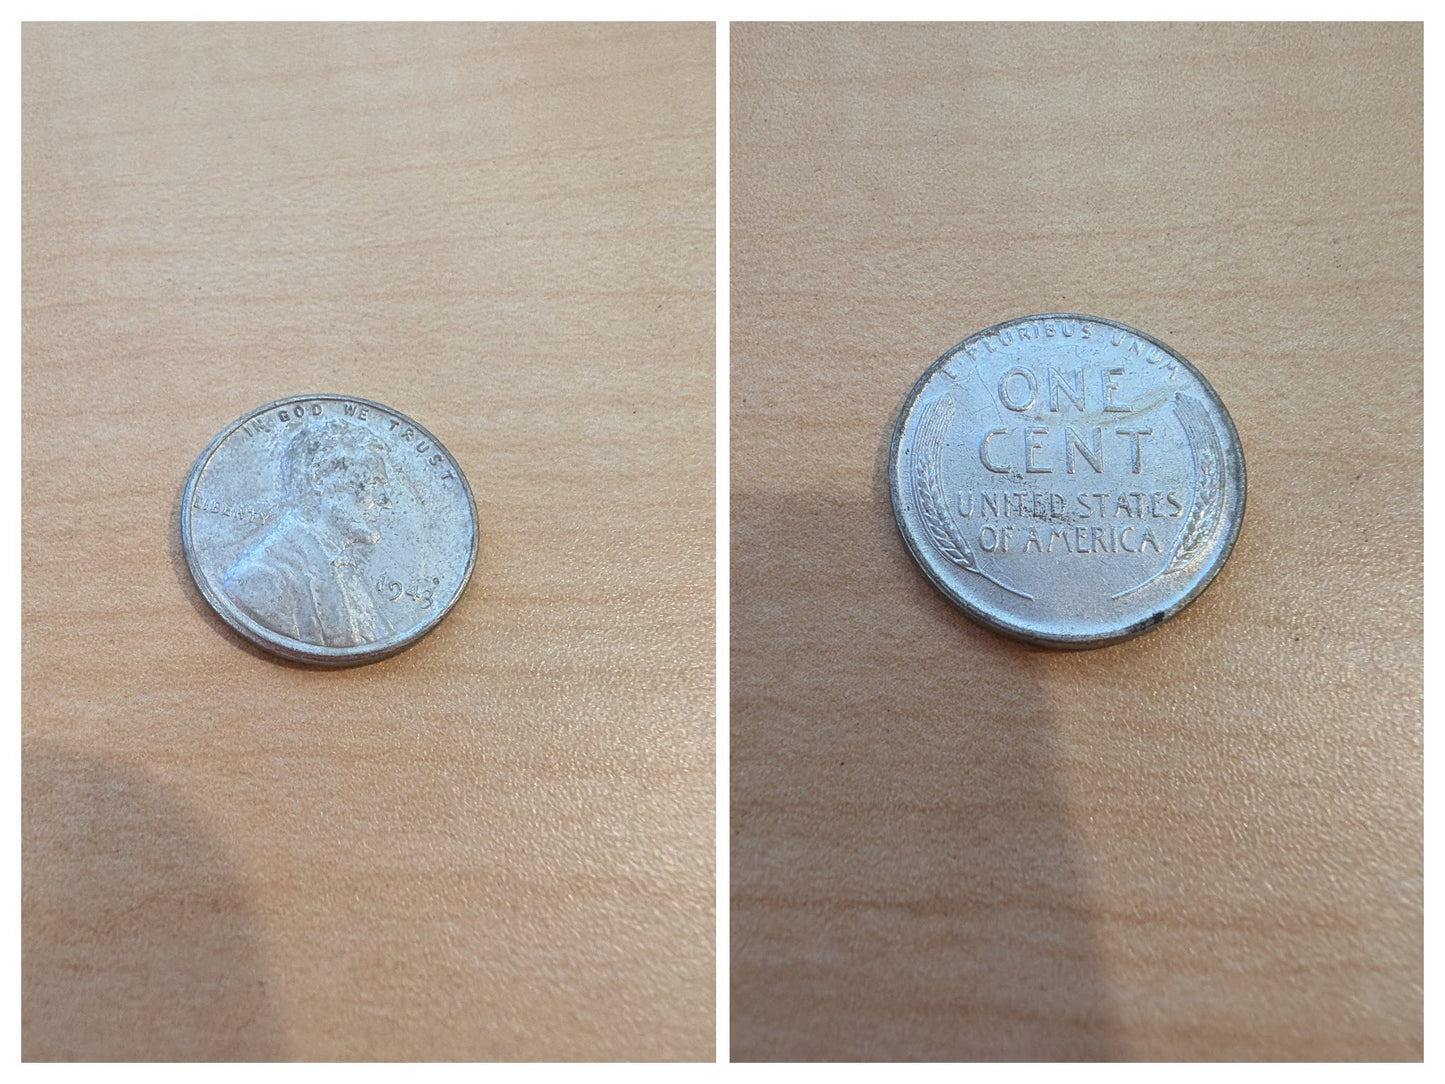 IN GOD WE TRUST
LIBERTY
1943
E PLURIBUS UNUM
ONE
CENT
UNITED STATES
OF AMERICA